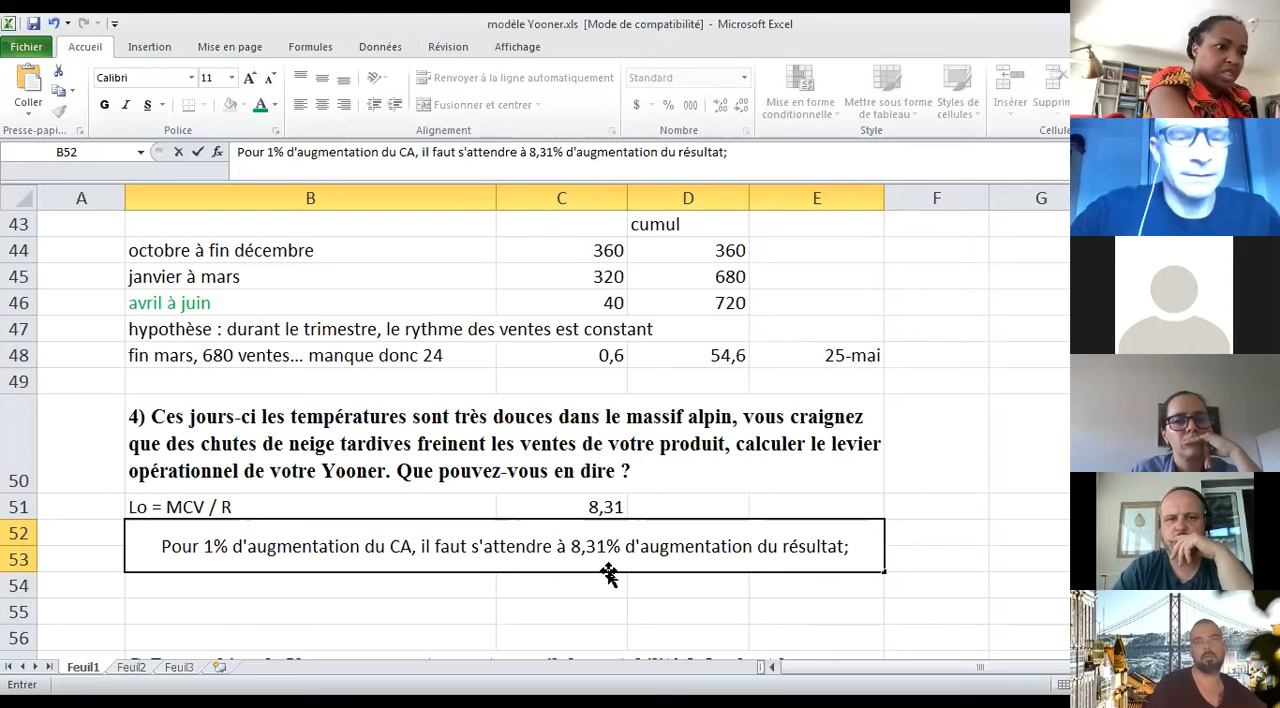 modèle Yooner.xls [Mode de compatibilité] - Microsoft Excel
Fichier Accueil Insertion Mise en page Formules Données Révision Affichage
Coller
Calibri 11
Renvoyer à la ligne automatiquement
Standard
G I S
Fusionner et centrer
$ % 000
Mise en forme conditionnelle
Mettre sous forme de tableau
Styles de cellules
Insérer
Supprim
Presse-papi... Police Alignement Nombre Style Cellule
B52 fx Pour 1% d'augmentation du CA, il faut s'attendre à 8,31% d'augmentation du résultat;
A B C D E F G
43 cumul
44 octobre à fin décembre 360 360
45 janvier à mars 320 680
46 avril à juin 40 720
47 hypothèse : durant le trimestre, le rythme des ventes est constant
48 fin mars, 680 ventes... manque donc 24 0,6 54,6 25-mai
49
4) Ces jours-ci les températures sont très douces dans le massif alpin, vous craignez
que des chutes de neige tardives freinent les ventes de votre produit, calculer le levier
50 opérationnel de votre Yooner. Que pouvez-vous en dire ?
51 Lo = MCV / R 8,31
52
Pour 1% d'augmentation du CA, il faut s'attendre à 8,31% d'augmentation du résultat;
53
54
55
56
Feuil1 Feuil2 Feuil3
Entrer